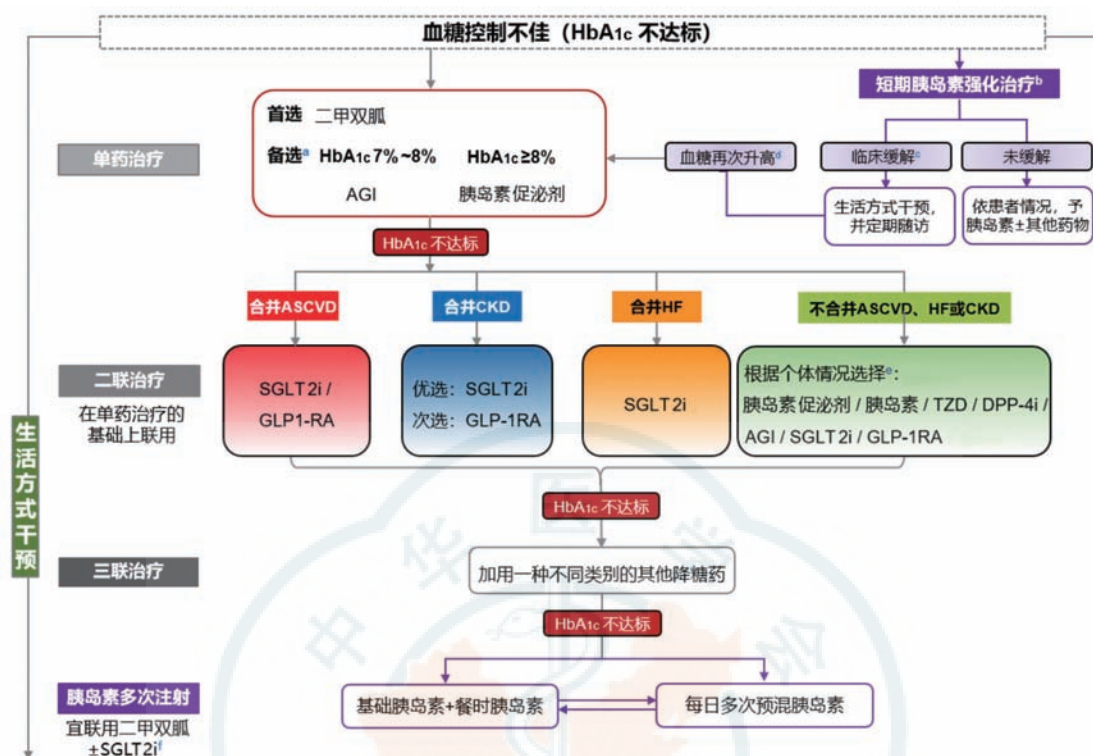 血糖控制不佳（HbA1c 不达标）
短期胰岛素强化治疗b
首选 二甲双胍
备选a HbA1c 7%~8% HbA1c≥8%
AGI 胰岛素促泌剂
单药治疗
血糖再次升高d
临床缓解c
未缓解
生活方式干预，
并定期随访
依患者情况，予
胰岛素±其他药物
HbA1c 不达标
合并ASCVD
合并CKD
合并HF
不合并ASCVD、HF或CKD
二联治疗
在单药治疗的
基础上联用
SGLT2i /
GLP1-RA
优选：SGLT2i
次选：GLP-1RA
SGLT2i
根据个体情况选择e：
胰岛素促泌剂 / 胰岛素 / TZD / DPP-4i /
AGI / SGLT2i / GLP-1RA
生活方式干预
HbA1c 不达标
三联治疗
加用一种不同类别的其他降糖药
HbA1c 不达标
胰岛素多次注射
宜联用二甲双胍
±SGLT2if
基础胰岛素+餐时胰岛素
每日多次预混胰岛素
中华医学会